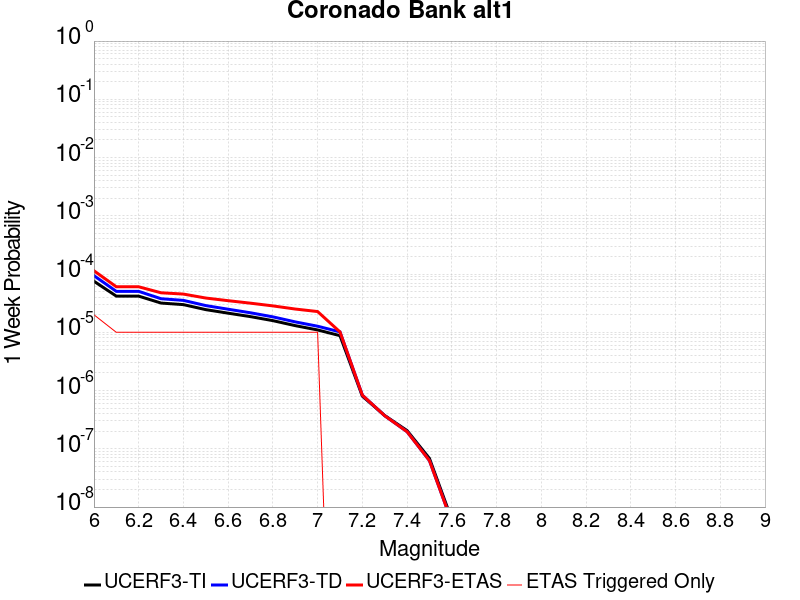 Coronado Bank alt1
10^0
10^-1
10^-2
10^-3
10^-4
10^-5
10^-6
10^-7
10^-8
1 Week Probability
6 6.2 6.4 6.6 6.8 7 7.2 7.4 7.6 7.8 8 8.2 8.4 8.6 8.8 9
Magnitude
UCERF3-TI UCERF3-TD UCERF3-ETAS ETAS Triggered Only